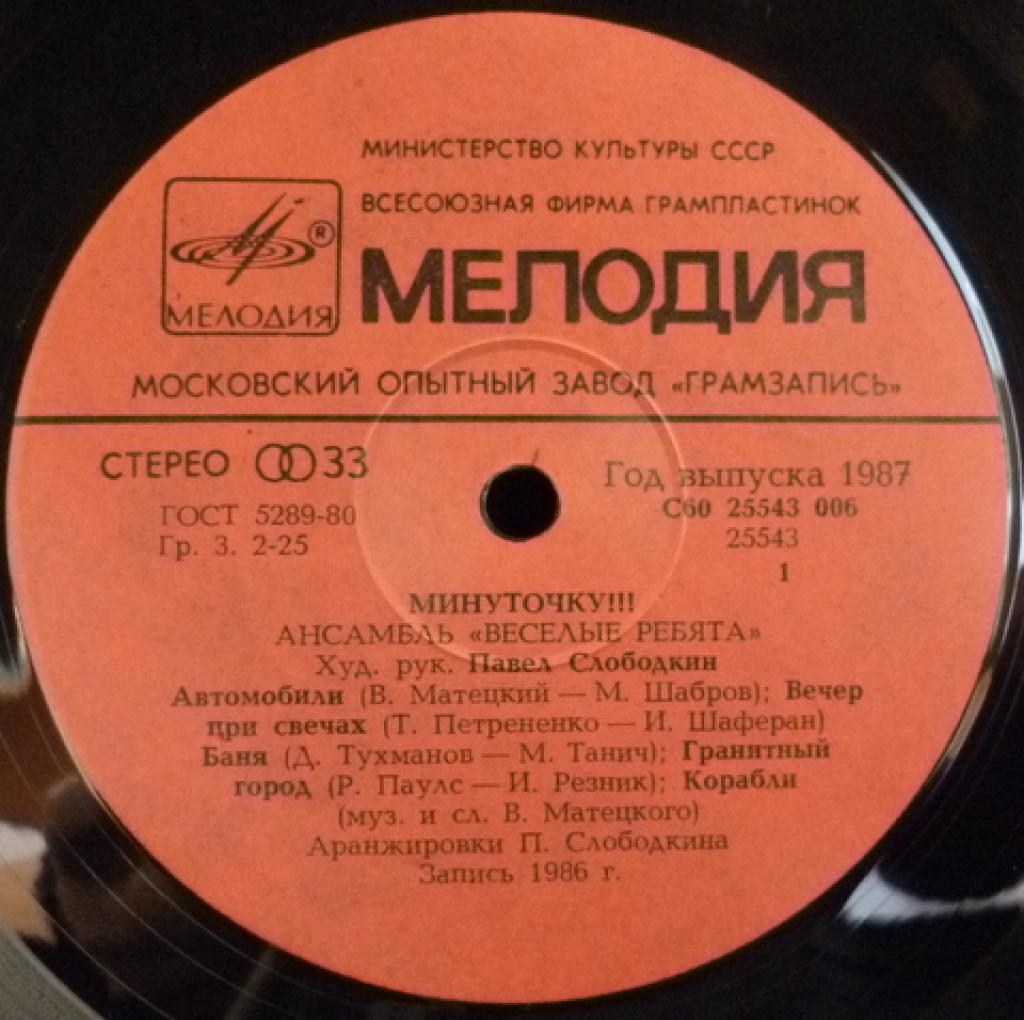 МИНИСТЕРСТВО КУЛЬТУРЫ СССР
ВСЕСОЮЗНАЯ ФИРМА ГРАМПЛАСТИНОК
®
МЕЛОДИЯ
МЕЛОДИЯ
МОСКОВСКИЙ ОПЫТНЫЙ ЗАВОД «ГРАМЗАПИСЬ»
СТЕРЕО 33
Год выпуска 1987
ГОСТ 5289-80
С60 25543 006
Гр. 3. 2-25
25543
1
МИНУТОЧКУ!!!
АНСАМБЛЬ «ВЕСЕЛЫЕ РЕБЯТА»
Худ. рук. Павел Слободкин
Автомобили (В. Матецкий — М. Шабров); Вечер
при свечах (Т. Петрененко — И. Шаферан)
Баня (Д. Тухманов — М. Танич); Гранитный
город (Р. Паулс — И. Резник); Корабли
(муз. и сл. В. Матецкого)
Аранжировки П. Слободкина
Запись 1986 г.